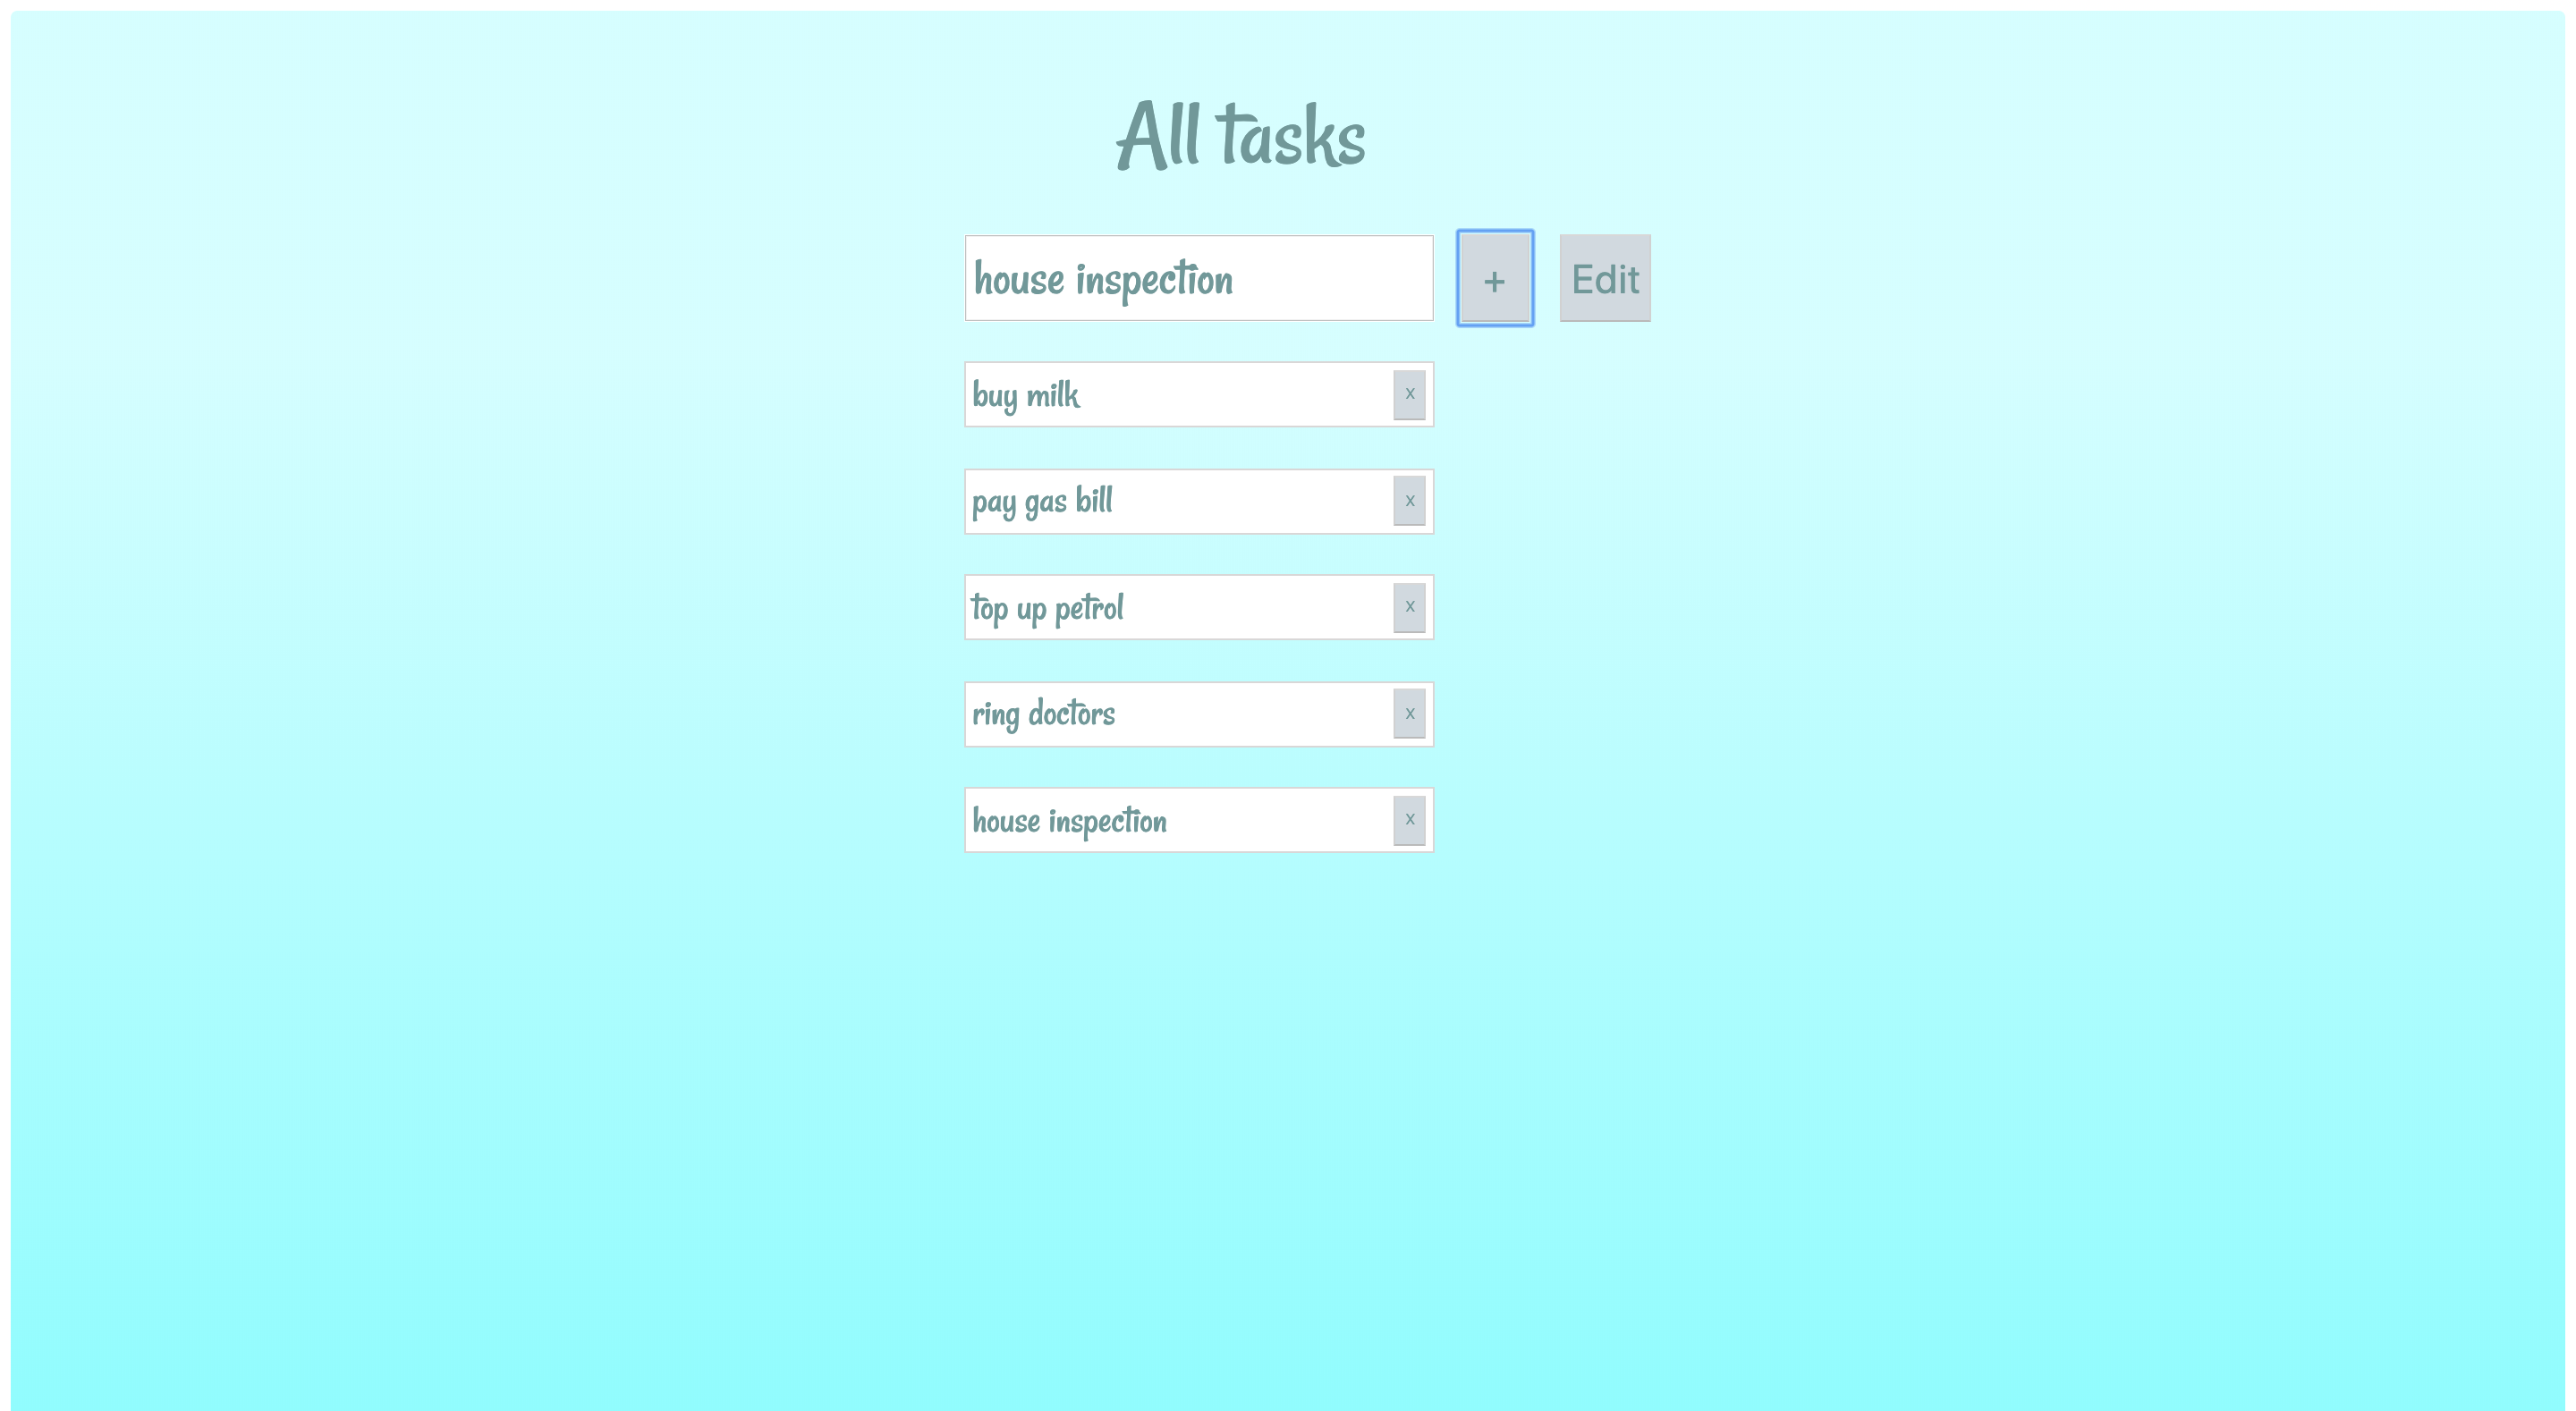 All tasks
house inspection + Edit
buy milk x
pay gas bill x
top up petrol x
ring doctors x
house inspection x